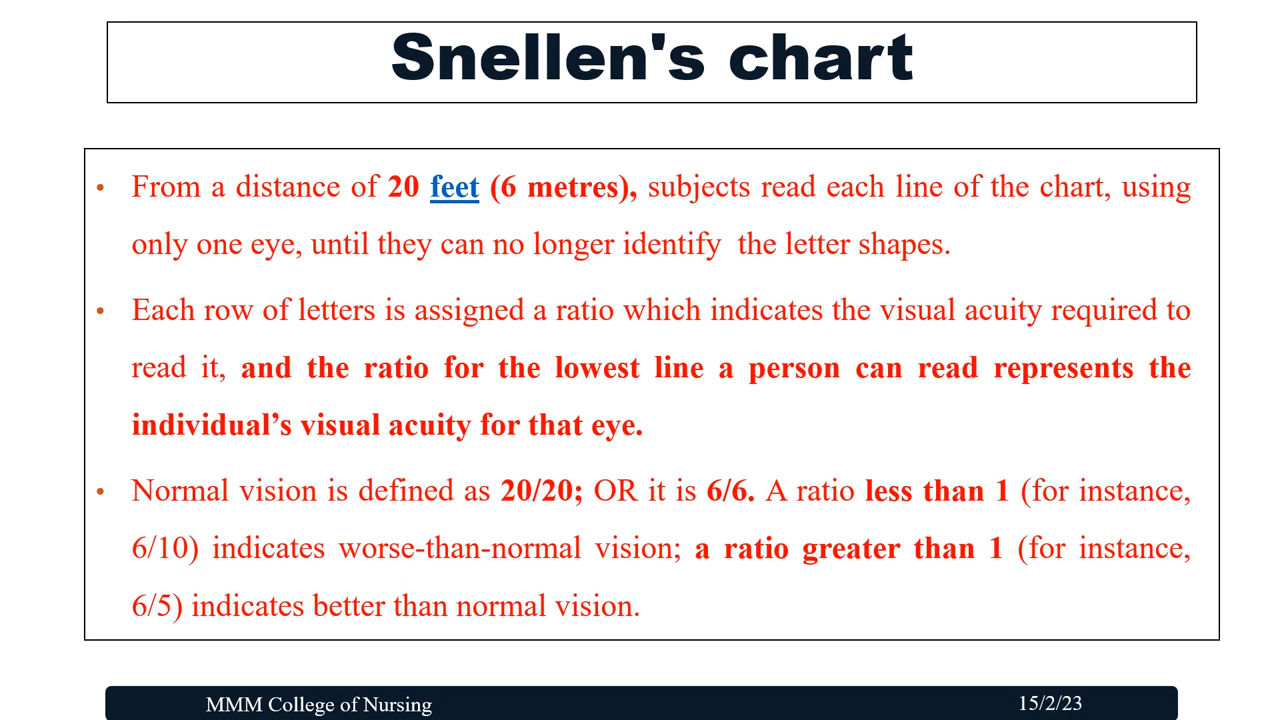 Snellen's chart
• From a distance of 20 feet (6 metres), subjects read each line of the chart, using
only one eye, until they can no longer identify the letter shapes.
• Each row of letters is assigned a ratio which indicates the visual acuity required to
read it, and the ratio for the lowest line a person can read represents the
individual’s visual acuity for that eye.
• Normal vision is defined as 20/20; OR it is 6/6. A ratio less than 1 (for instance,
6/10) indicates worse-than-normal vision; a ratio greater than 1 (for instance,
6/5) indicates better than normal vision.
MMM College of Nursing 15/2/23